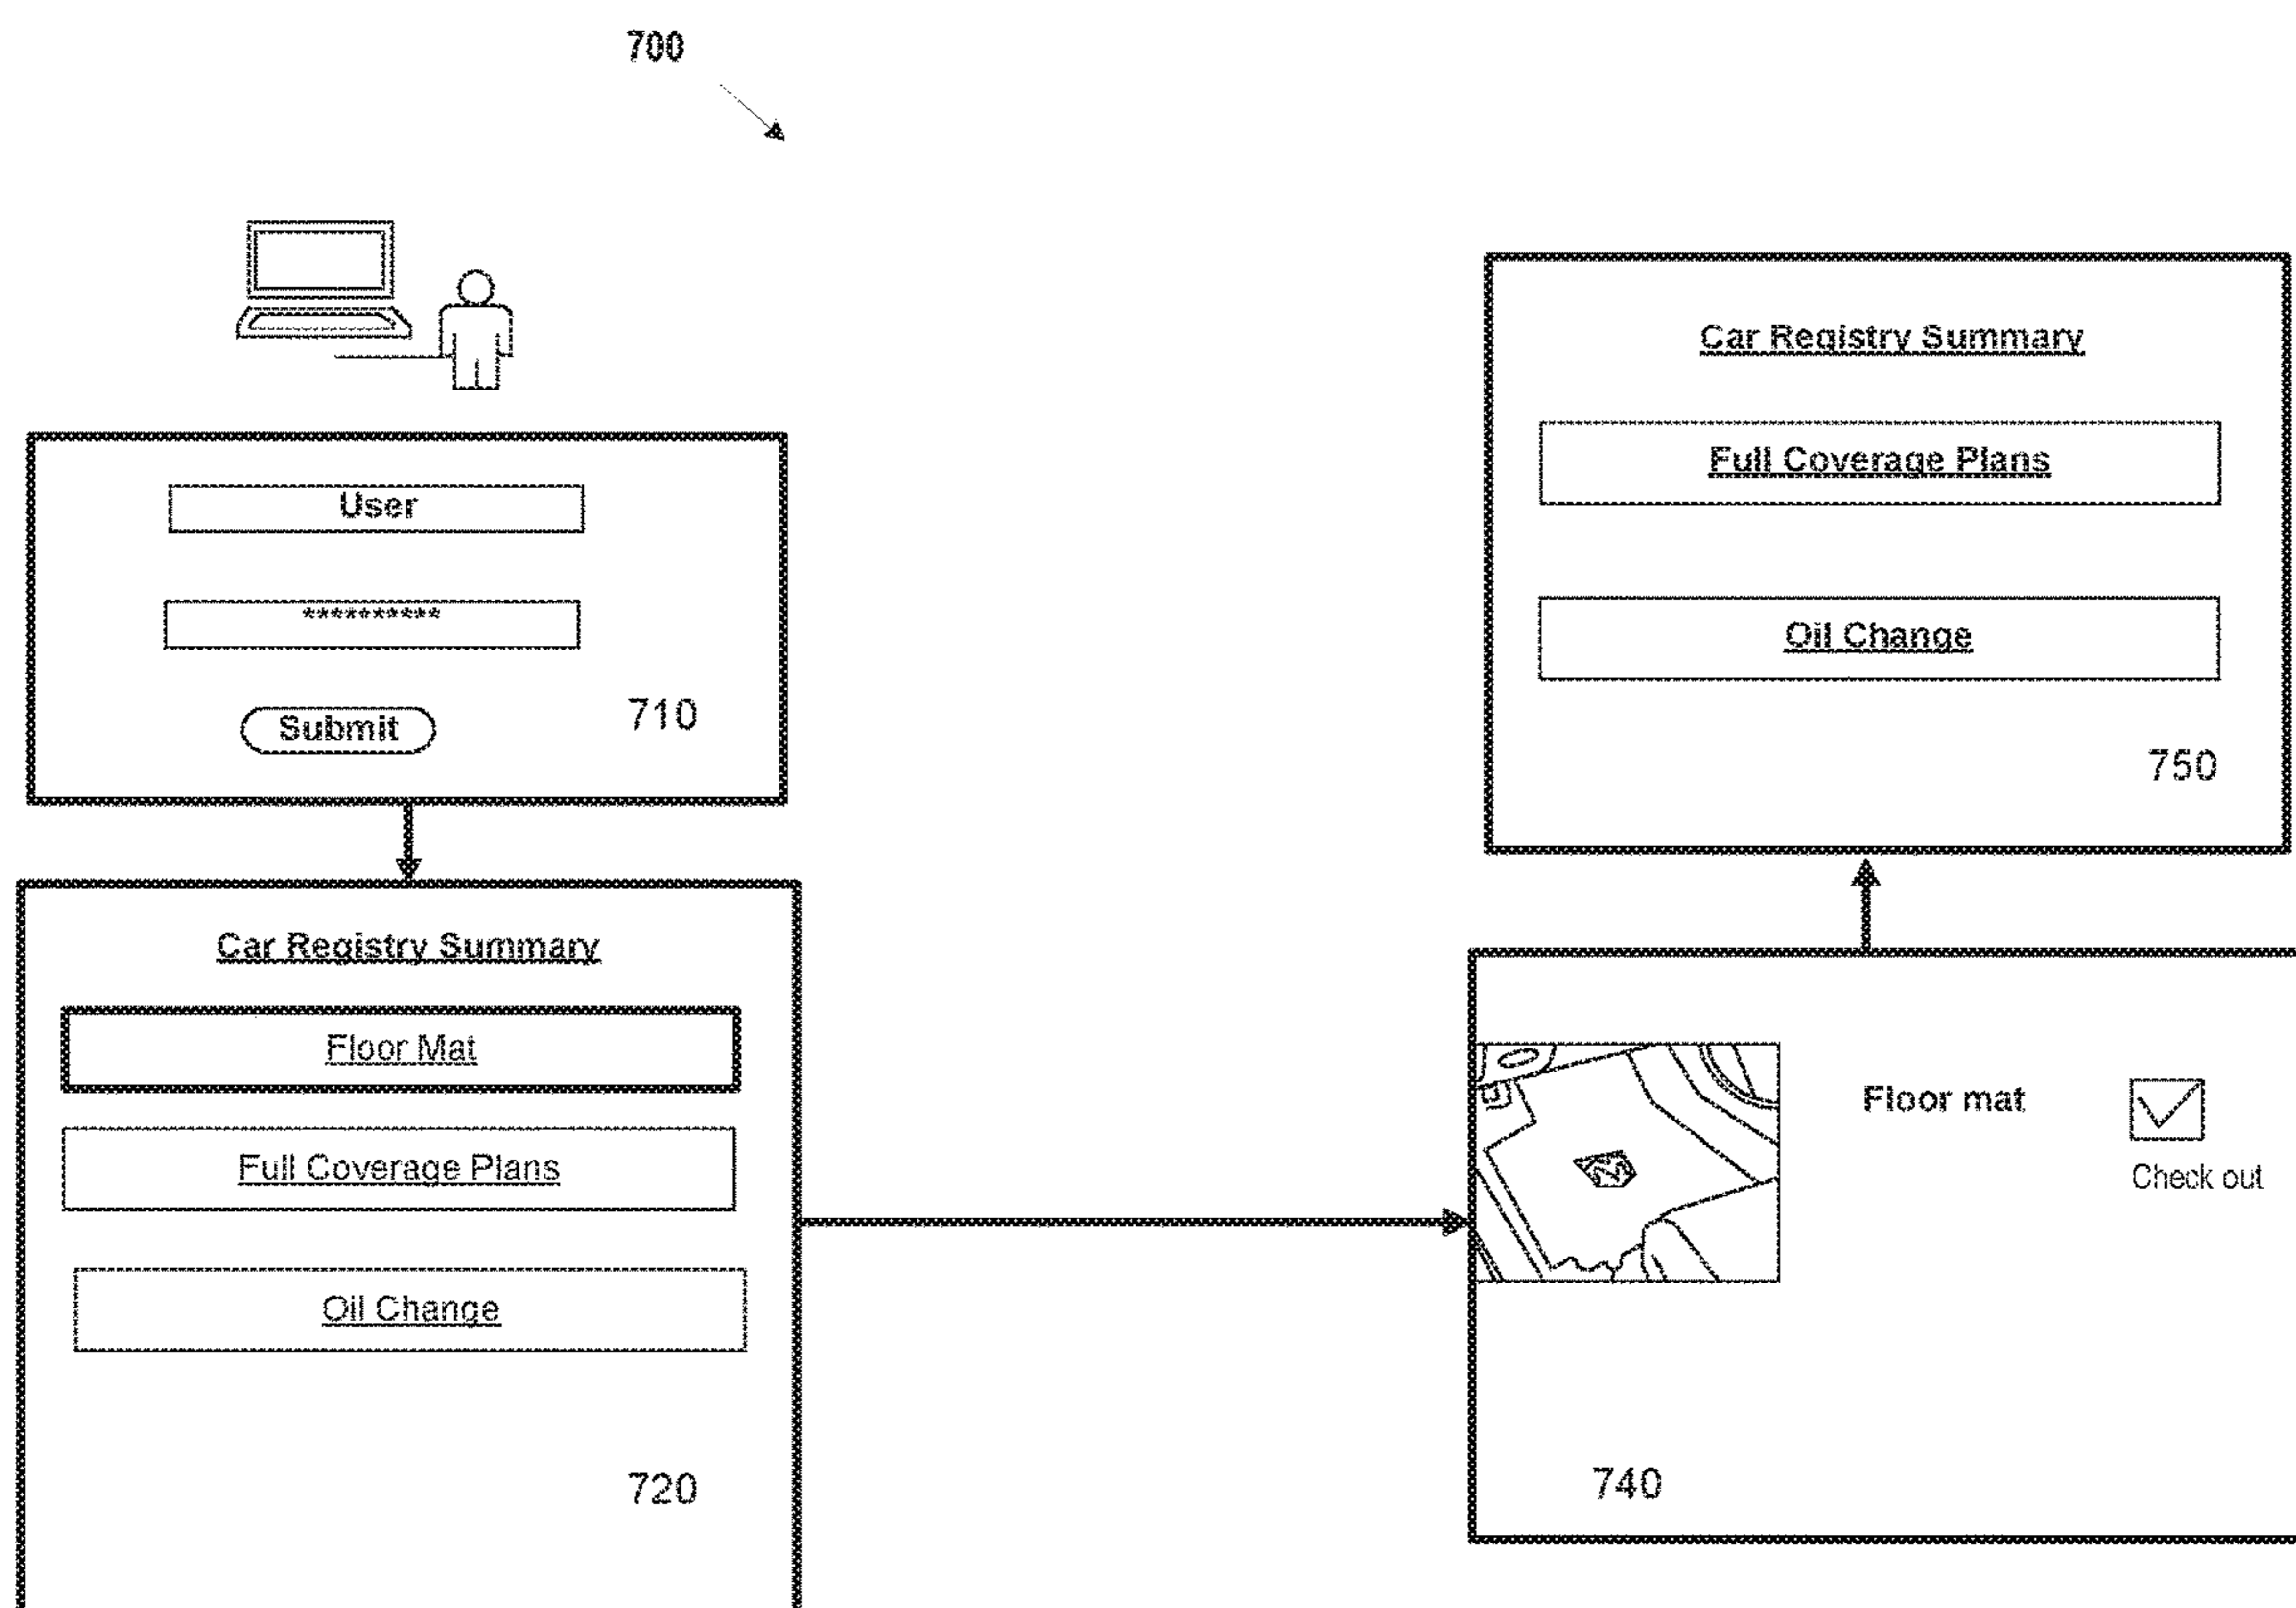 700
User
**********
Submit
710
Car Registry Summary
Floor Mat
Full Coverage Plans
Oil Change
720
Floor mat
Check out
740
Car Registry Summary
Full Coverage Plans
Oil Change
750